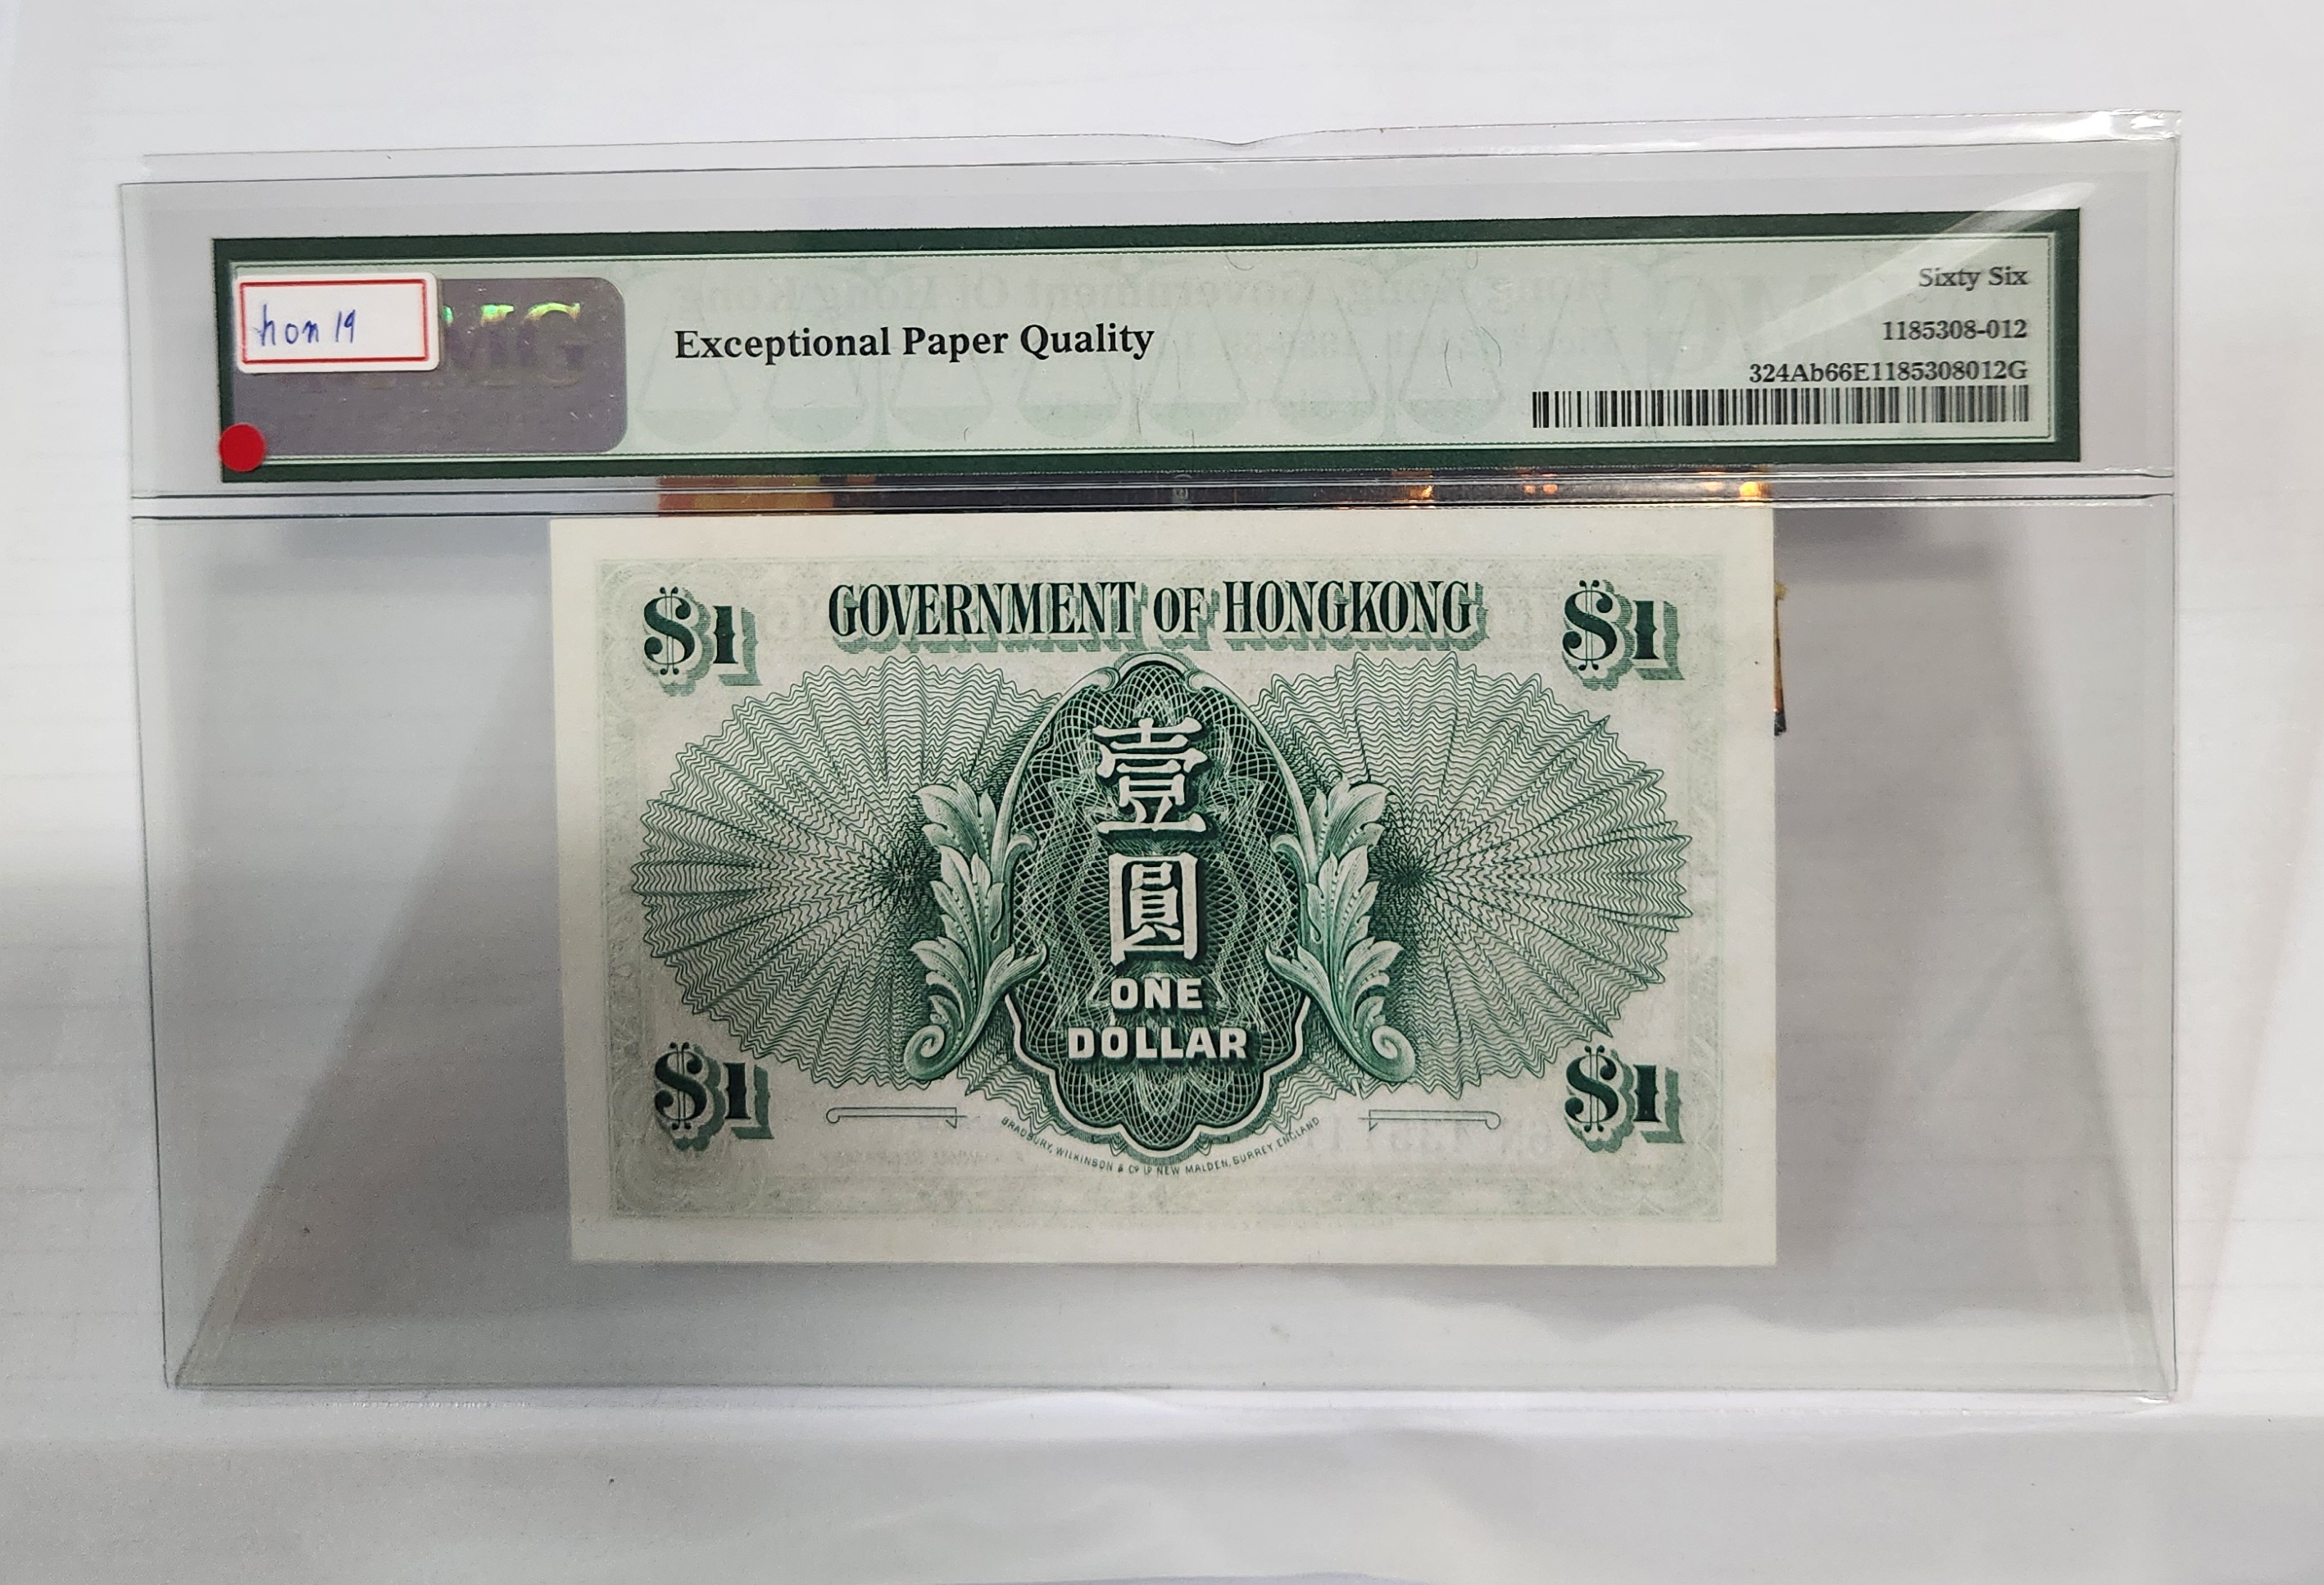 Sixty Six
hon 19
Exceptional Paper Quality
1185308-012
324Ab66E1185308012G
$1
GOVERNMENT OF HONGKONG
$1
壹
圓
ONE
DOLLAR
$1
$1
BRADBURY, WILKINSON & Cº Lº NEW MALDEN, SURREY, ENGLAND